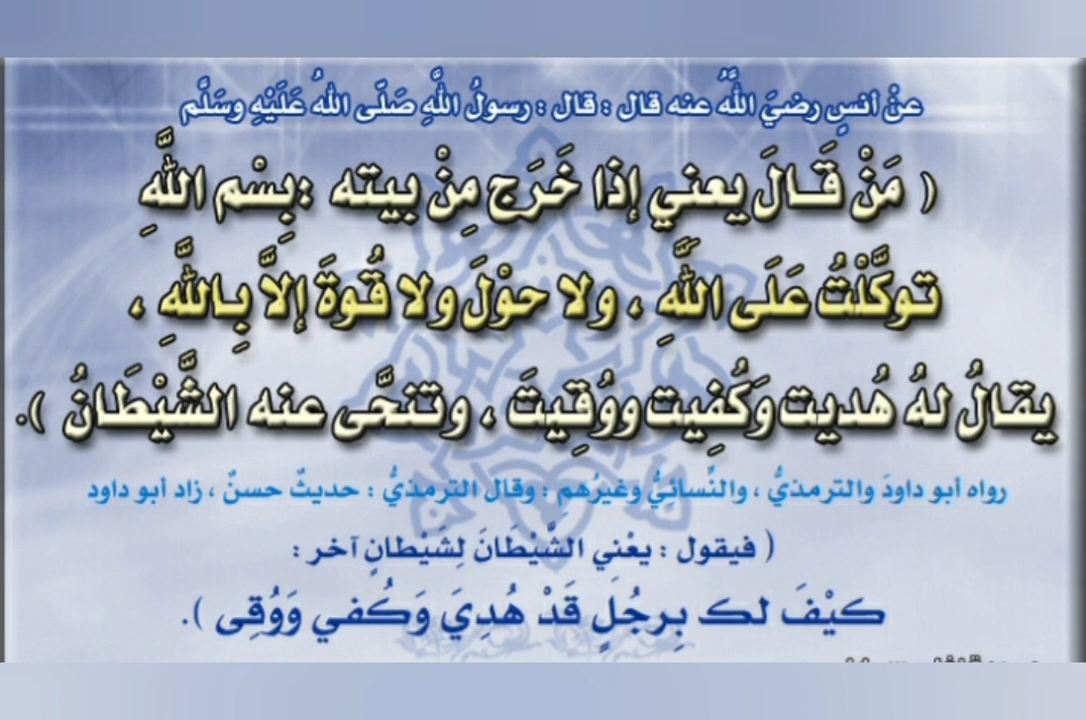 عنْ أنسٍ رضيَ اللَّهُ عنه قال : قال : رسولُ اللَّهِ صَلّى اللهُ عَلَيْهِ وسَلَّم
( مَنْ قَالَ يعني إذا خَرَج مِنْ بيته :بِسْم اللَّهِ
توكَّلْتُ عَلَى اللَّهِ ، ولا حوْلَ ولا قُوةَ إلاَّ بِاللَّهِ ،
يقالُ لهُ هُديت وَكُفِيت ووُقِيتَ ، وتنحَّى عنه الشَّيْطَانُ ).
رواه أبو داودَ والترمذيُّ ، والنِّسائيُّ وغيرُهم : وقال الترمذيُّ : حديثٌ حسنٌ ، زاد أبو داود
( فيقول : يعْني الشَّيْطَانَ لِشَيْطانٍ آخر :
كيْفَ لك بِرجُلٍ قَدْ هُدِيَ وَكُفي وَوُقِى ).